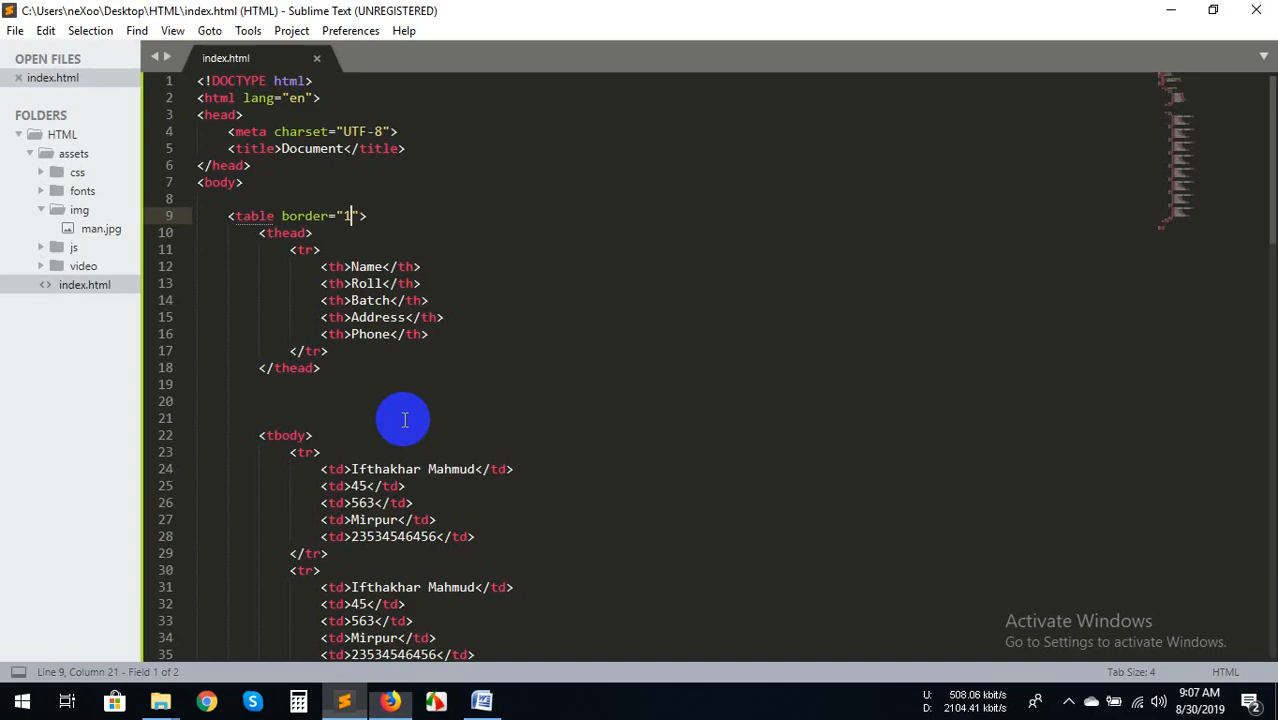 C:\Users\neXoo\Desktop\HTML\index.html (HTML) - Sublime Text (UNREGISTERED)
File Edit Selection Find View Goto Tools Project Preferences Help
OPEN FILES
index.html
FOLDERS
HTML
assets
css
fonts
img
man.jpg
js
video
index.html
index.html
1 <!DOCTYPE html>
2 <html lang="en">
3 <head>
4 <meta charset="UTF-8">
5 <title>Document</title>
6 </head>
7 <body>
8
9 <table border="1">
10 <thead>
11 <tr>
12 <th>Name</th>
13 <th>Roll</th>
14 <th>Batch</th>
15 <th>Address</th>
16 <th>Phone</th>
17 </tr>
18 </thead>
19
20
21
22 <tbody>
23 <tr>
24 <td>Ifthakhar Mahmud</td>
25 <td>45</td>
26 <td>563</td>
27 <td>Mirpur</td>
28 <td>23534546456</td>
29 </tr>
30 <tr>
31 <td>Ifthakhar Mahmud</td>
32 <td>45</td>
33 <td>563</td>
34 <td>Mirpur</td>
35 <td>23534546456</td>
Activate Windows
Go to Settings to activate Windows.
Line 9, Column 21 - Field 1 of 2
Tab Size: 4
HTML
U: 508.06 kbit/s
D: 2104.41 kbit/s
9:07 AM
8/30/2019
2